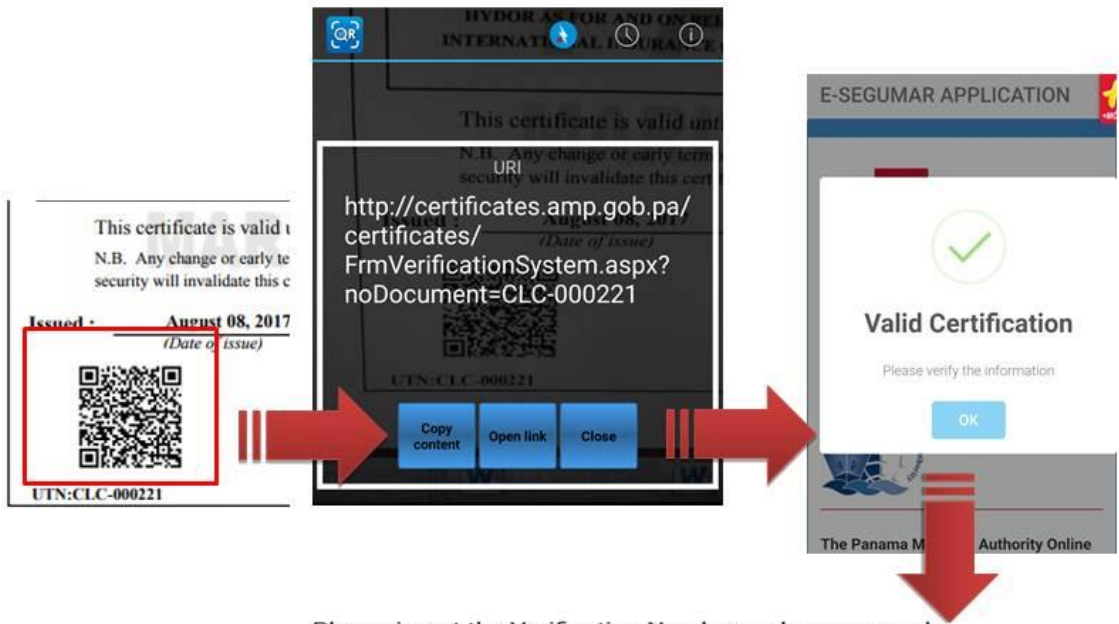 This certificate is valid
N.B. Any change or early te
security will invalidate this c
Issued :
August 08, 2017
(Date of issue)
UTN:CLC-000221
QR
HYDOR AS FOR AND ON
INTERNATIONAL INSURANCE
This certificate is valid unti
N.B. Any change or early term
security will invalidate this cert
URI
http://certificates.amp.gob.pa/
certificates/
FrmVerificationSystem.aspx?
noDocument=CLC-000221
Issued :
August 08, 2017
(Date of issue)
UTN:CLC-000221
Copy
content
Open link
Close
E-SEGUMAR APPLICATION
Valid Certification
Please verify the information
OK
The Panama M
Authority Online